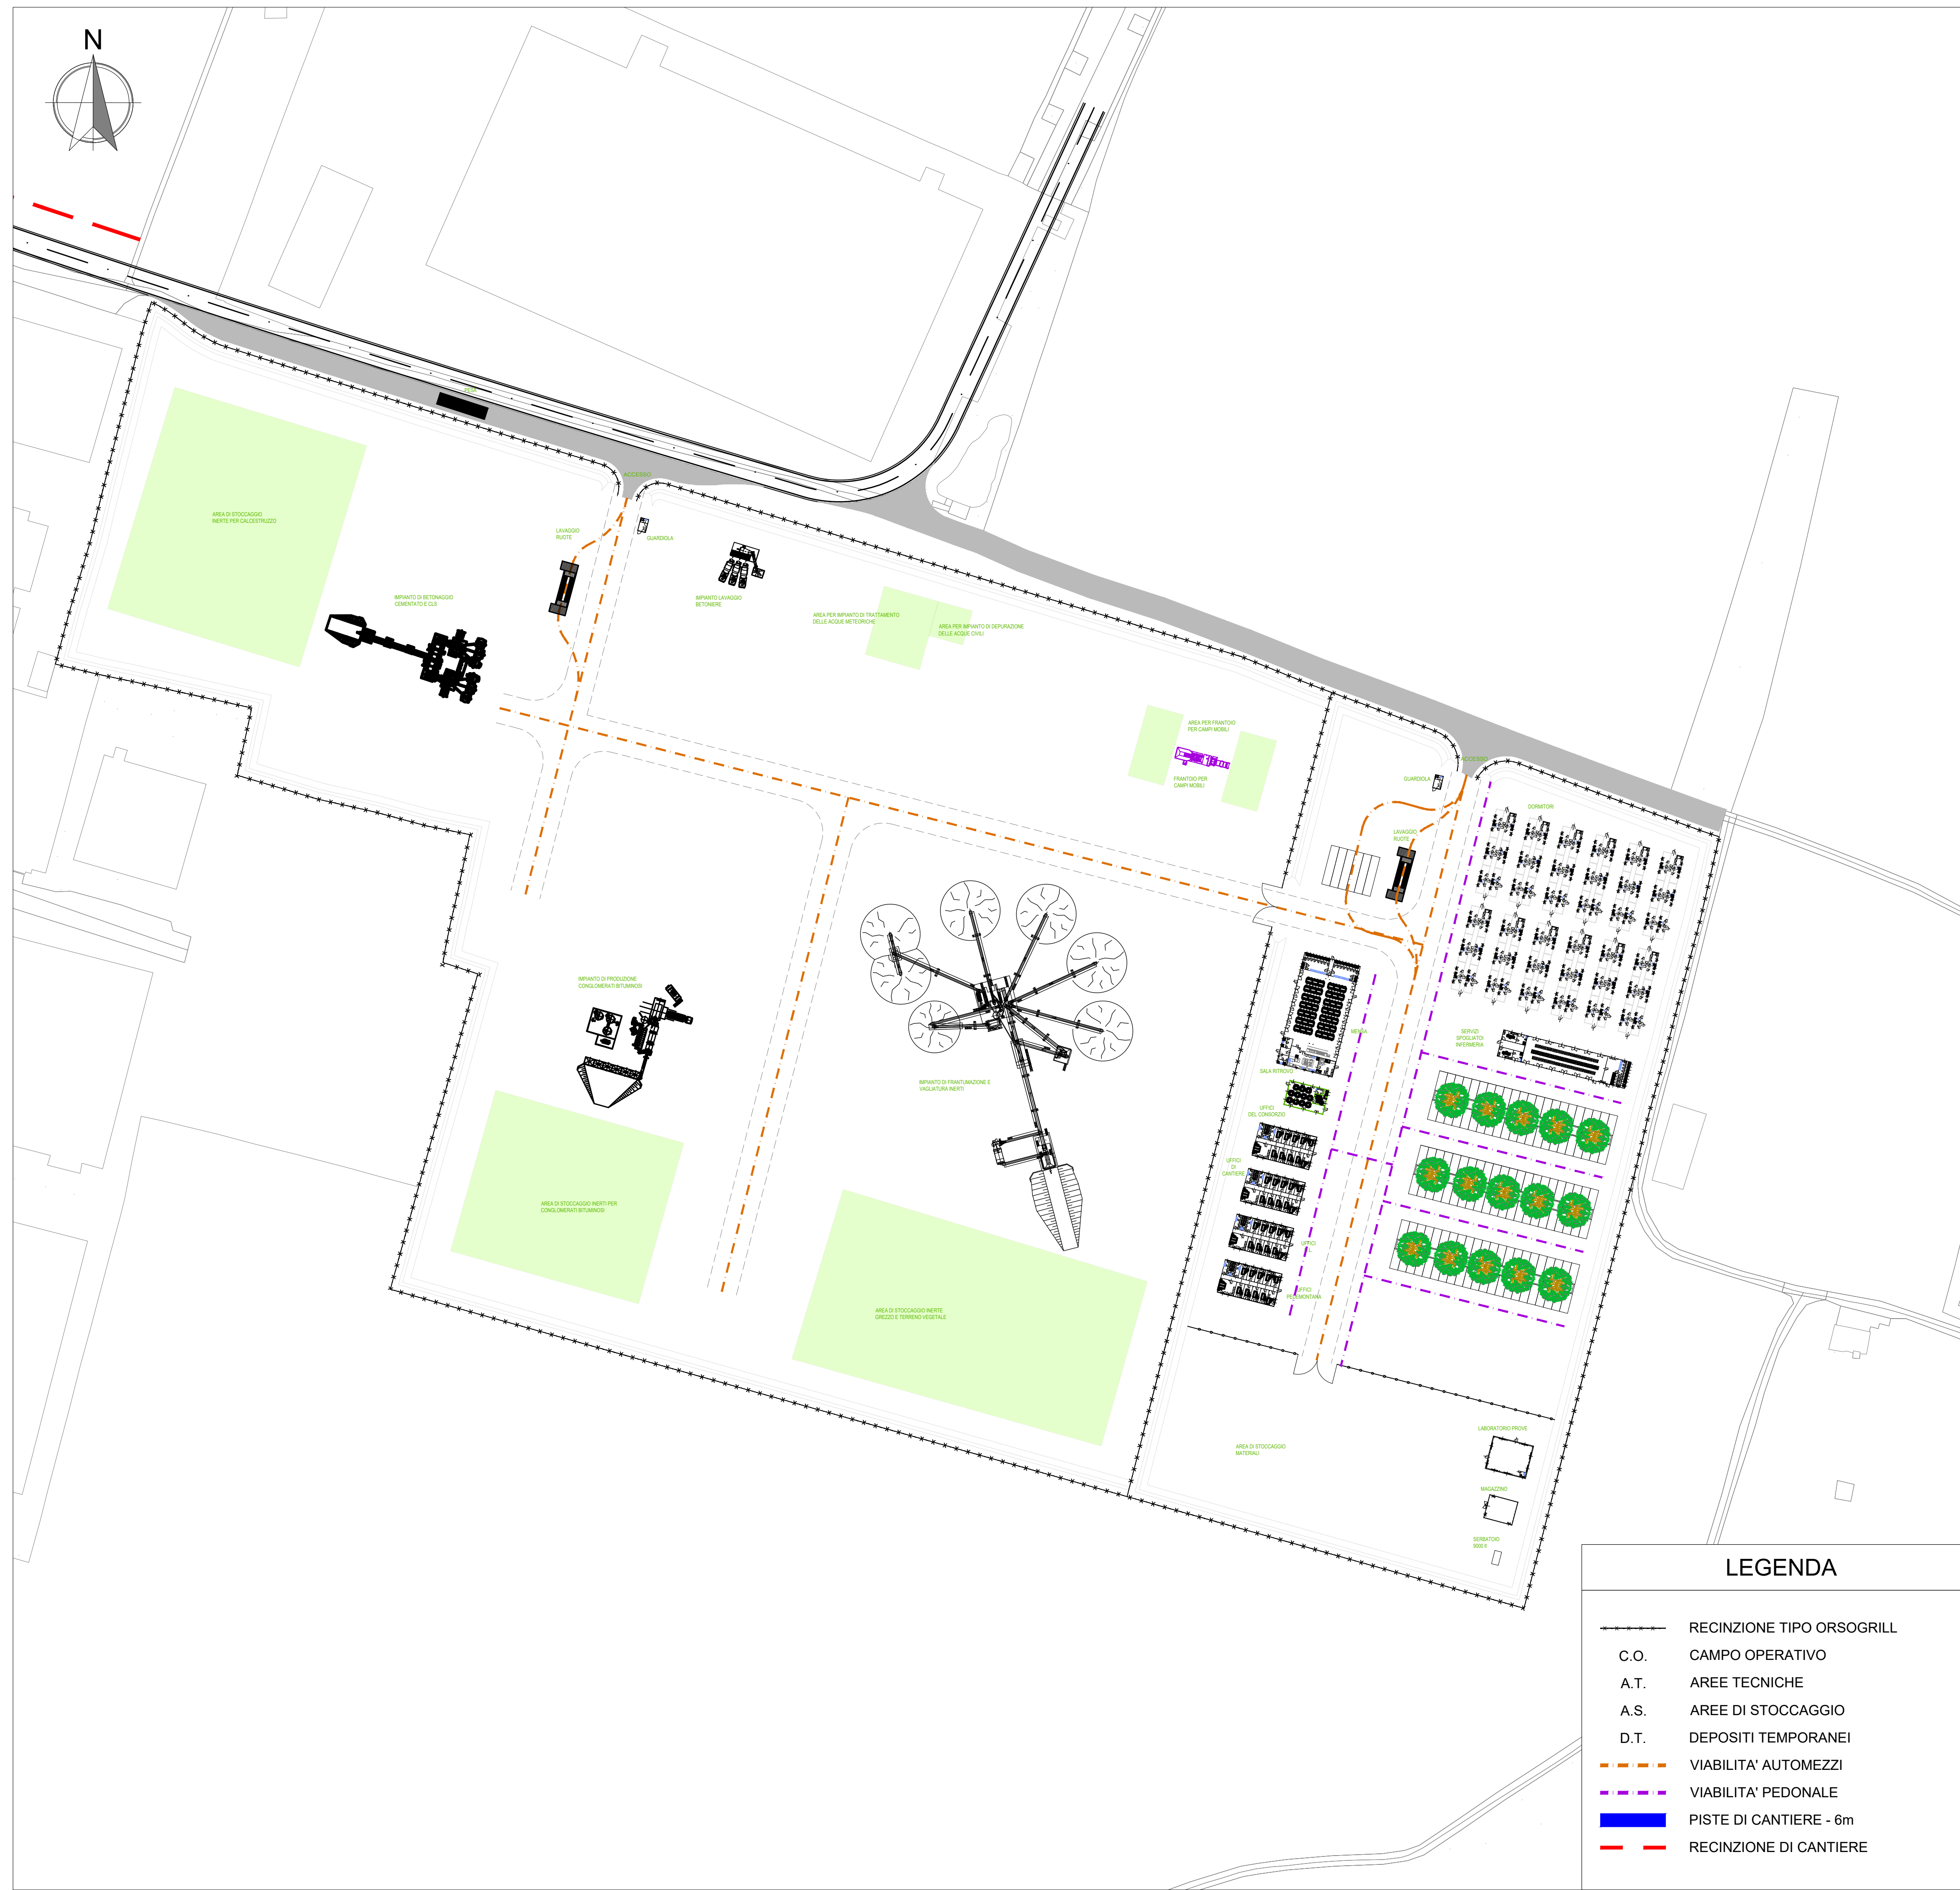 N
PESA
ACCESSO
AREA DI STOCCAGGIO
INERTE PER CALCESTRUZZO
LAVAGGIO
RUOTE
GUARDIOLA
IMPIANTO DI BETONAGGIO
CEMENTATO E CLS
IMPIANTO LAVAGGIO
BETONIERE
AREA PER IMPIANTO DI TRATTAMENTO
DELLE ACQUE METEORICHE
AREA PER IMPIANTO DI DEPURAZIONE
DELLE ACQUE CIVILI
AREA PER FRANTOIO
PER CAMPI MOBILI
FRANTOIO PER
CAMPI MOBILI
ACCESSO
GUARDIOLA
DORMITORI
LAVAGGIO
RUOTE
IMPIANTO DI PRODUZIONE
CONGLOMERATI BITUMINOSI
MENSA
SERVIZI
SPOGLIATOI
INFERMERIA
SALA RITROVO
IMPIANTO DI FRANTUMAZIONE E
VAGLIATURA INERTI
UFFICI
DEL CONSORZIO
UFFICI
DI
CANTIERE
AREA DI STOCCAGGIO INERTI PER
CONGLOMERATI BITUMINOSI
UFFICI
UFFICI
PEDEMONTANA
AREA DI STOCCAGGIO INERTE
GREZZO E TERRENO VEGETALE
LABORATORIO PROVE
AREA DI STOCCAGGIO
MATERIALI
MAGAZZINO
SERBATOIO
LEGENDA
RECINZIONE TIPO ORSOGRILL
C.O. CAMPO OPERATIVO
A.T. AREE TECNICHE
A.S. AREE DI STOCCAGGIO
D.T. DEPOSITI TEMPORANEI
VIABILITA' AUTOMEZZI
VIABILITA' PEDONALE
PISTE DI CANTIERE - 6m
RECINZIONE DI CANTIERE